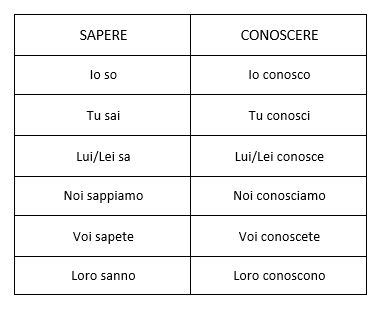 SAPERE CONOSCERE
Io so Io conosco
Tu sai Tu conosci
Lui/Lei sa Lui/Lei conosce
Noi sappiamo Noi conosciamo
Voi sapete Voi conoscete
Loro sanno Loro conoscono